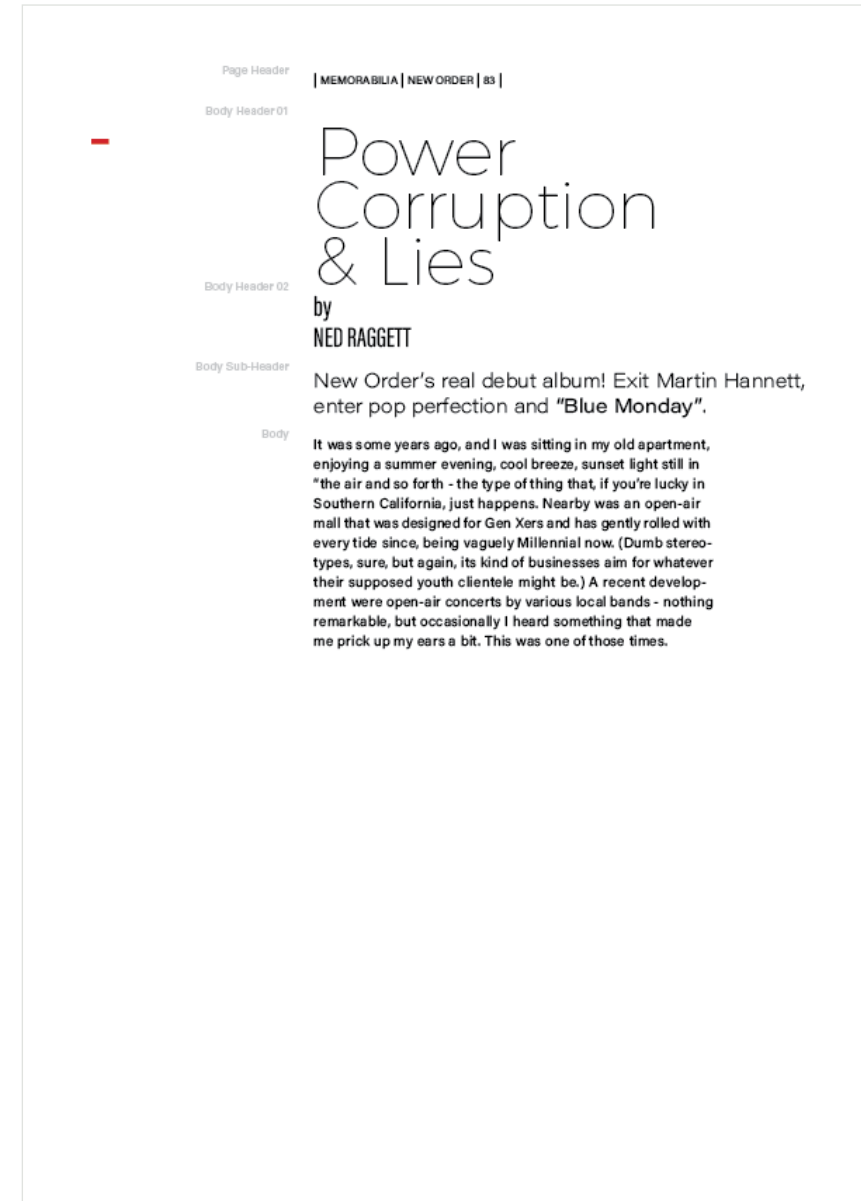 Page Header
| MEMORABILIA | NEW ORDER | 83 |
Body Header 01
Power
Corruption
& Lies
Body Header 02
by
NED RAGGETT
Body Sub-Header
New Order's real debut album! Exit Martin Hannett,
enter pop perfection and "Blue Monday".
Body
It was some years ago, and I was sitting in my old apartment,
enjoying a summer evening, cool breeze, sunset light still in
"the air and so forth - the type of thing that, if you're lucky in
Southern California, just happens. Nearby was an open-air
mall that was designed for Gen Xers and has gently rolled with
every tide since, being vaguely Millennial now. (Dumb stereo-
types, sure, but again, its kind of businesses aim for whatever
their supposed youth clientele might be.) A recent develop-
ment were open-air concerts by various local bands - nothing
remarkable, but occasionally I heard something that made
me prick up my ears a bit. This was one of those times.